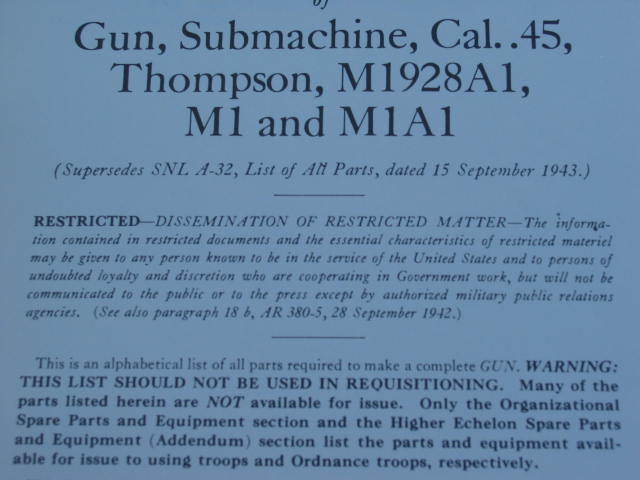 of
Gun, Submachine, Cal. .45,
Thompson, M1928A1,
M1 and M1A1
(Supersedes SNL A-32, List of All Parts, dated 15 September 1943.)
RESTRICTED—DISSEMINATION OF RESTRICTED MATTER—The informa-
tion contained in restricted documents and the essential characteristics of restricted materiel
may be given to any person known to be in the service of the United States and to persons of
undoubted loyalty and discretion who are cooperating in Government work, but will not be
communicated to the public or to the press except by authorized military public relations
agencies. (See also paragraph 18 b, AR 380-5, 28 September 1942.)
This is an alphabetical list of all parts required to make a complete GUN. WARNING:
THIS LIST SHOULD NOT BE USED IN REQUISITIONING. Many of the
parts listed herein are NOT available for issue. Only the Organizational
Spare Parts and Equipment section and the Higher Echelon Spare Parts
and Equipment (Addendum) section list the parts and equipment avail-
able for issue to using troops and Ordnance troops, respectively.